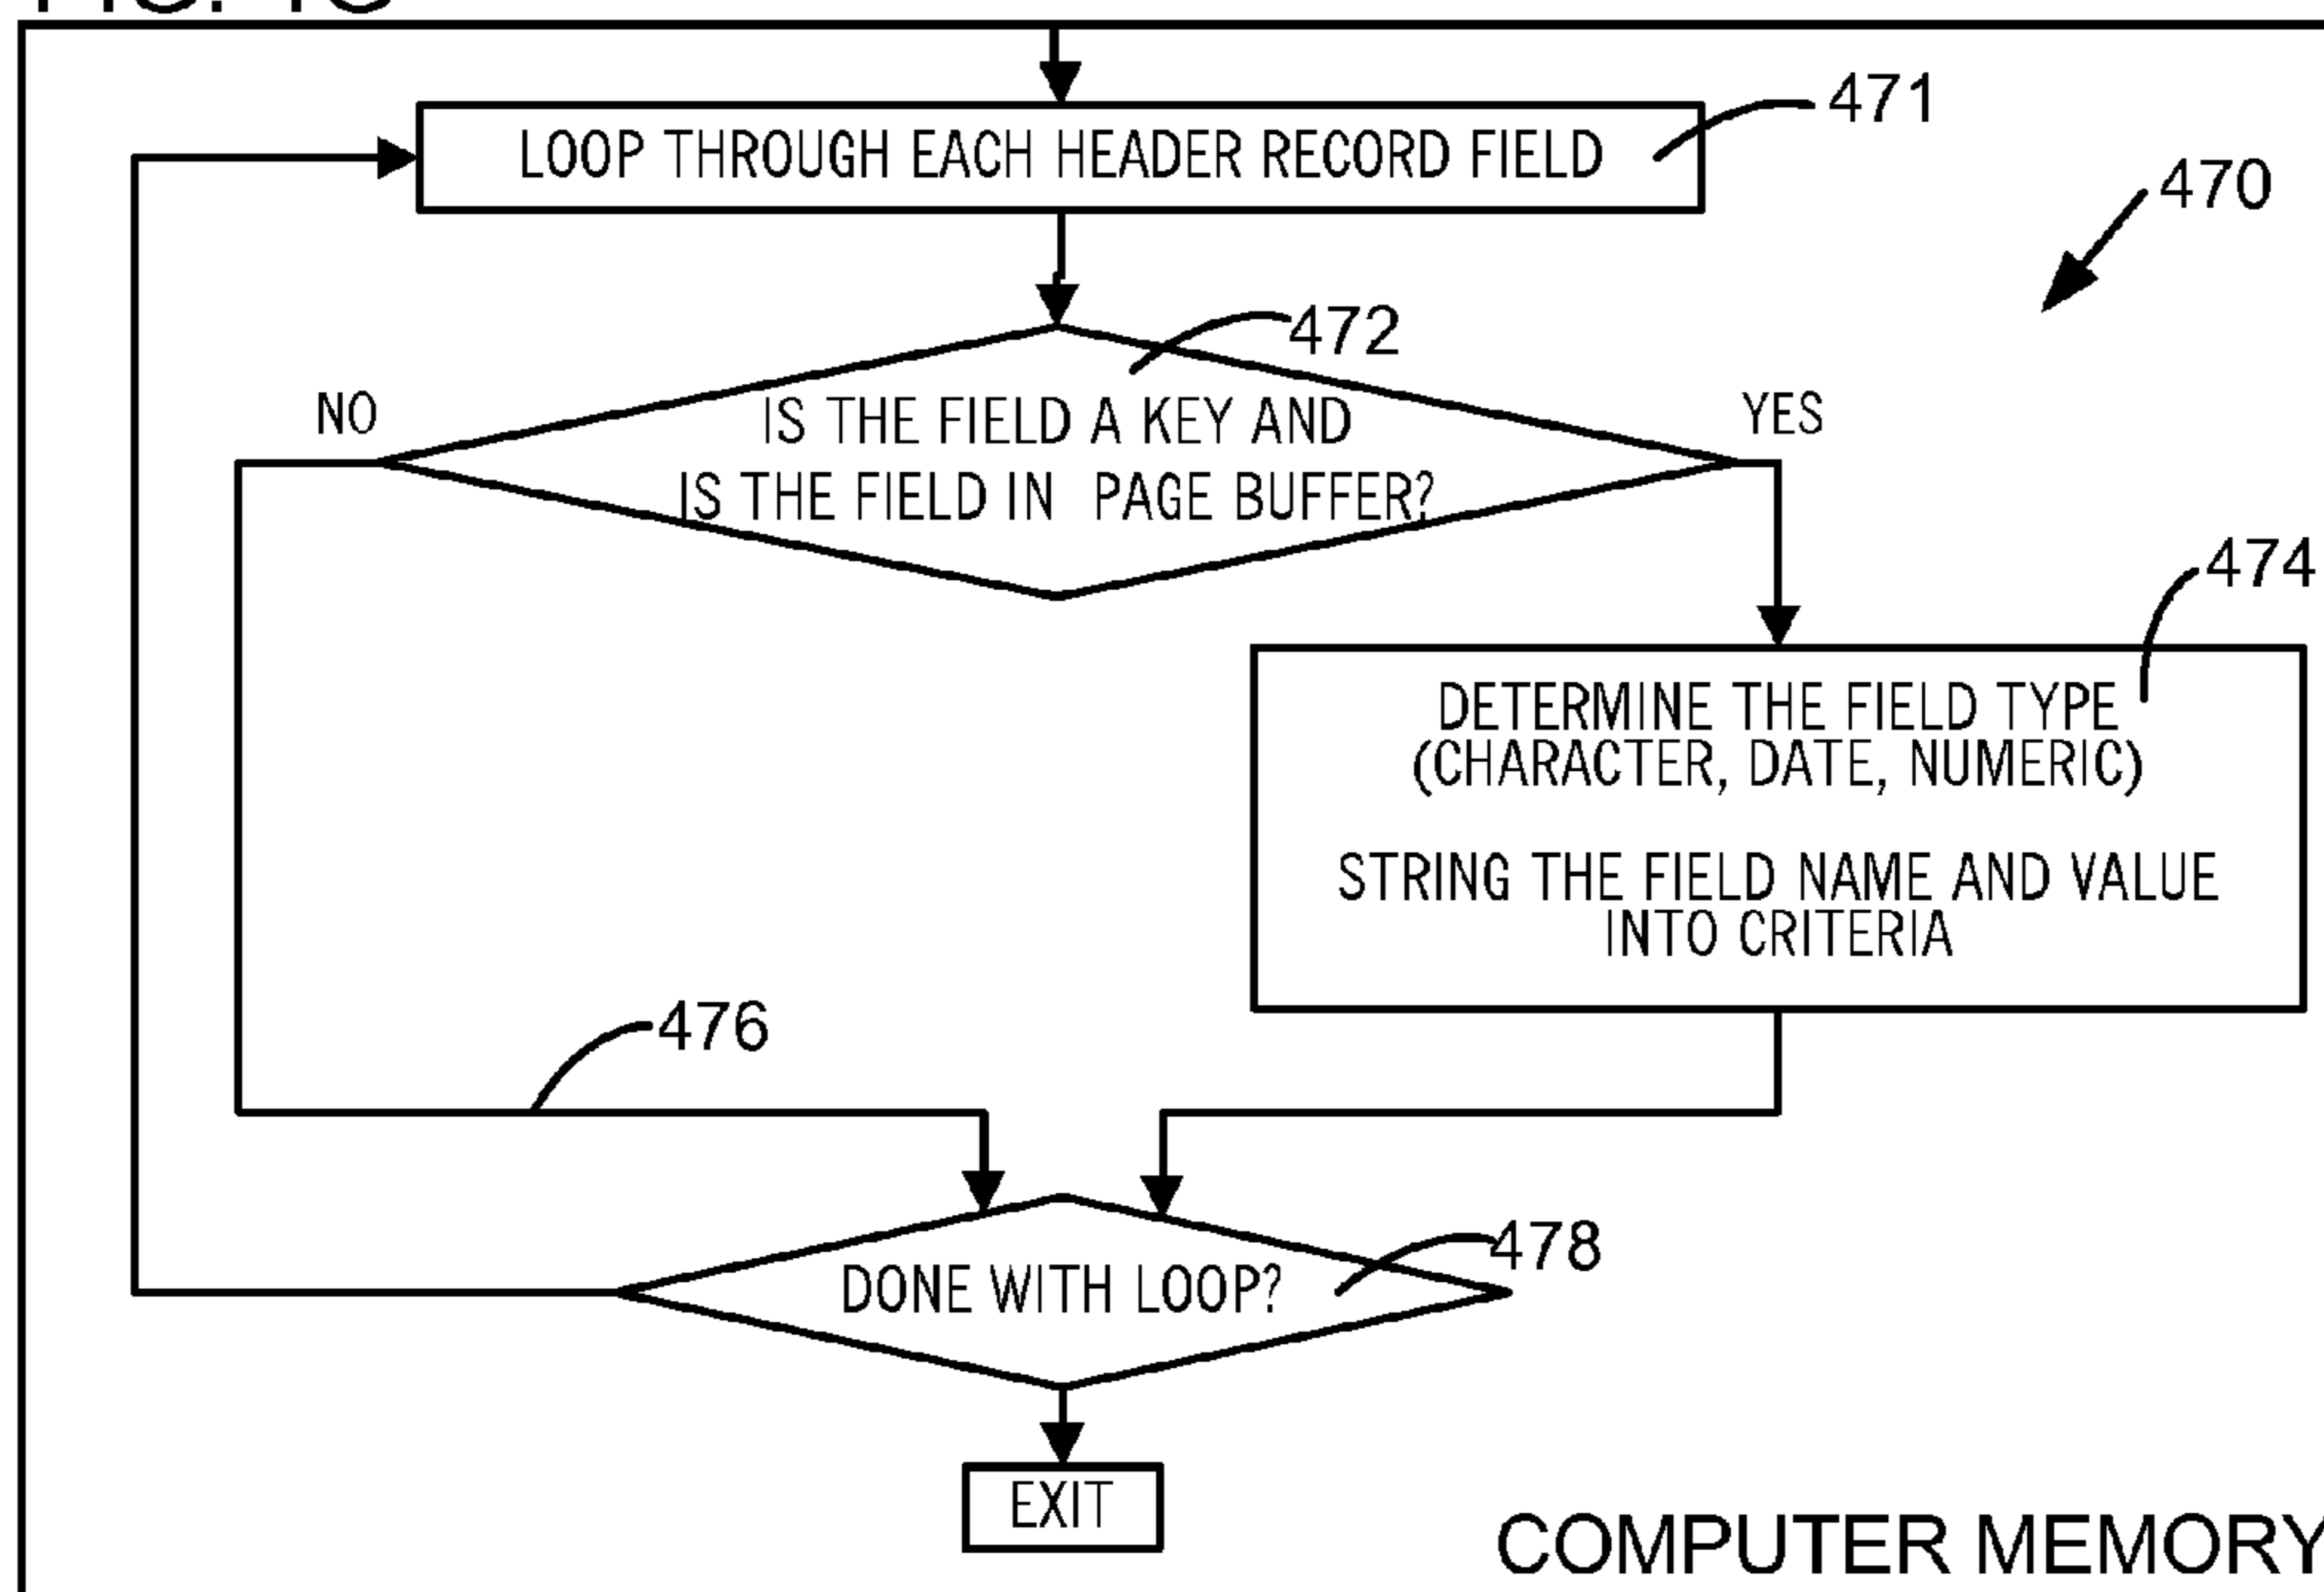 471
LOOP THROUGH EACH HEADER RECORD FIELD
470
472
NO
IS THE FIELD A KEY AND
YES
IS THE FIELD IN PAGE BUFFER?
474
DETERMINE THE FIELD TYPE
(CHARACTER, DATE, NUMERIC)
STRING THE FIELD NAME AND VALUE
INTO CRITERIA
476
478
DONE WITH LOOP?
EXIT
COMPUTER MEMORY